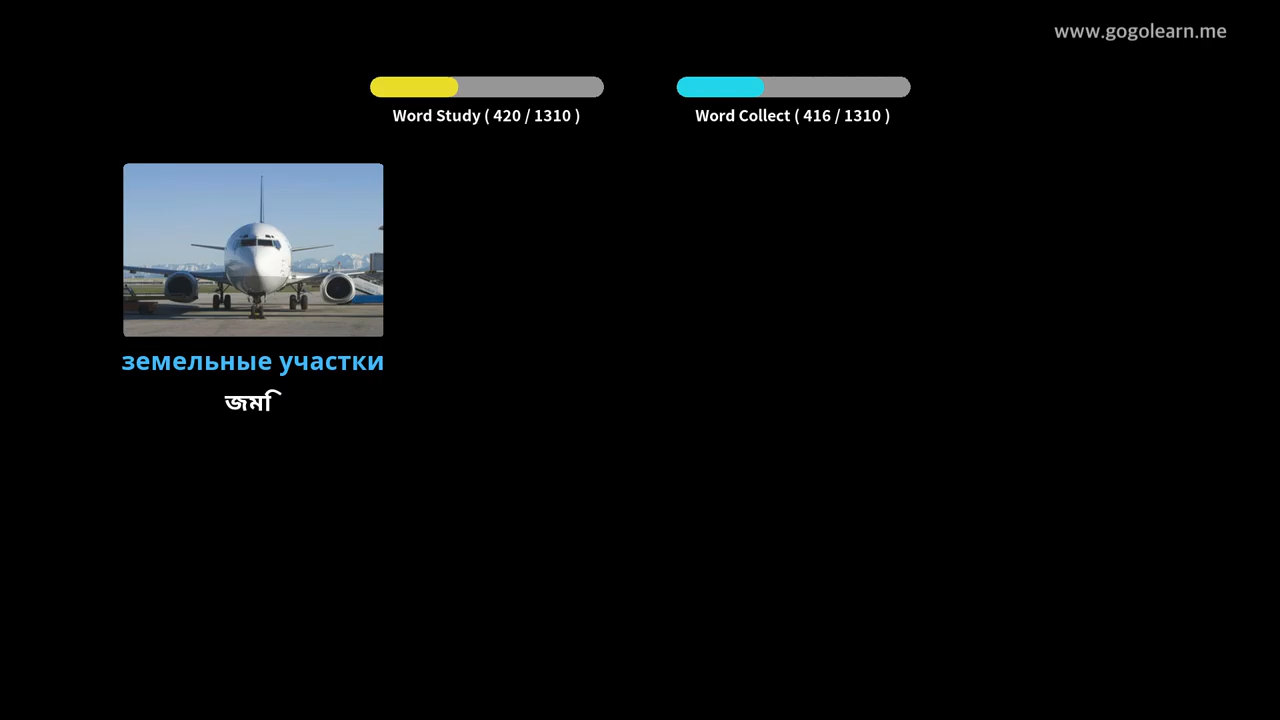 www.gogolearn.me
Word Study ( 420 / 1310 )
Word Collect ( 416 / 1310 )
земельные участки
জমি